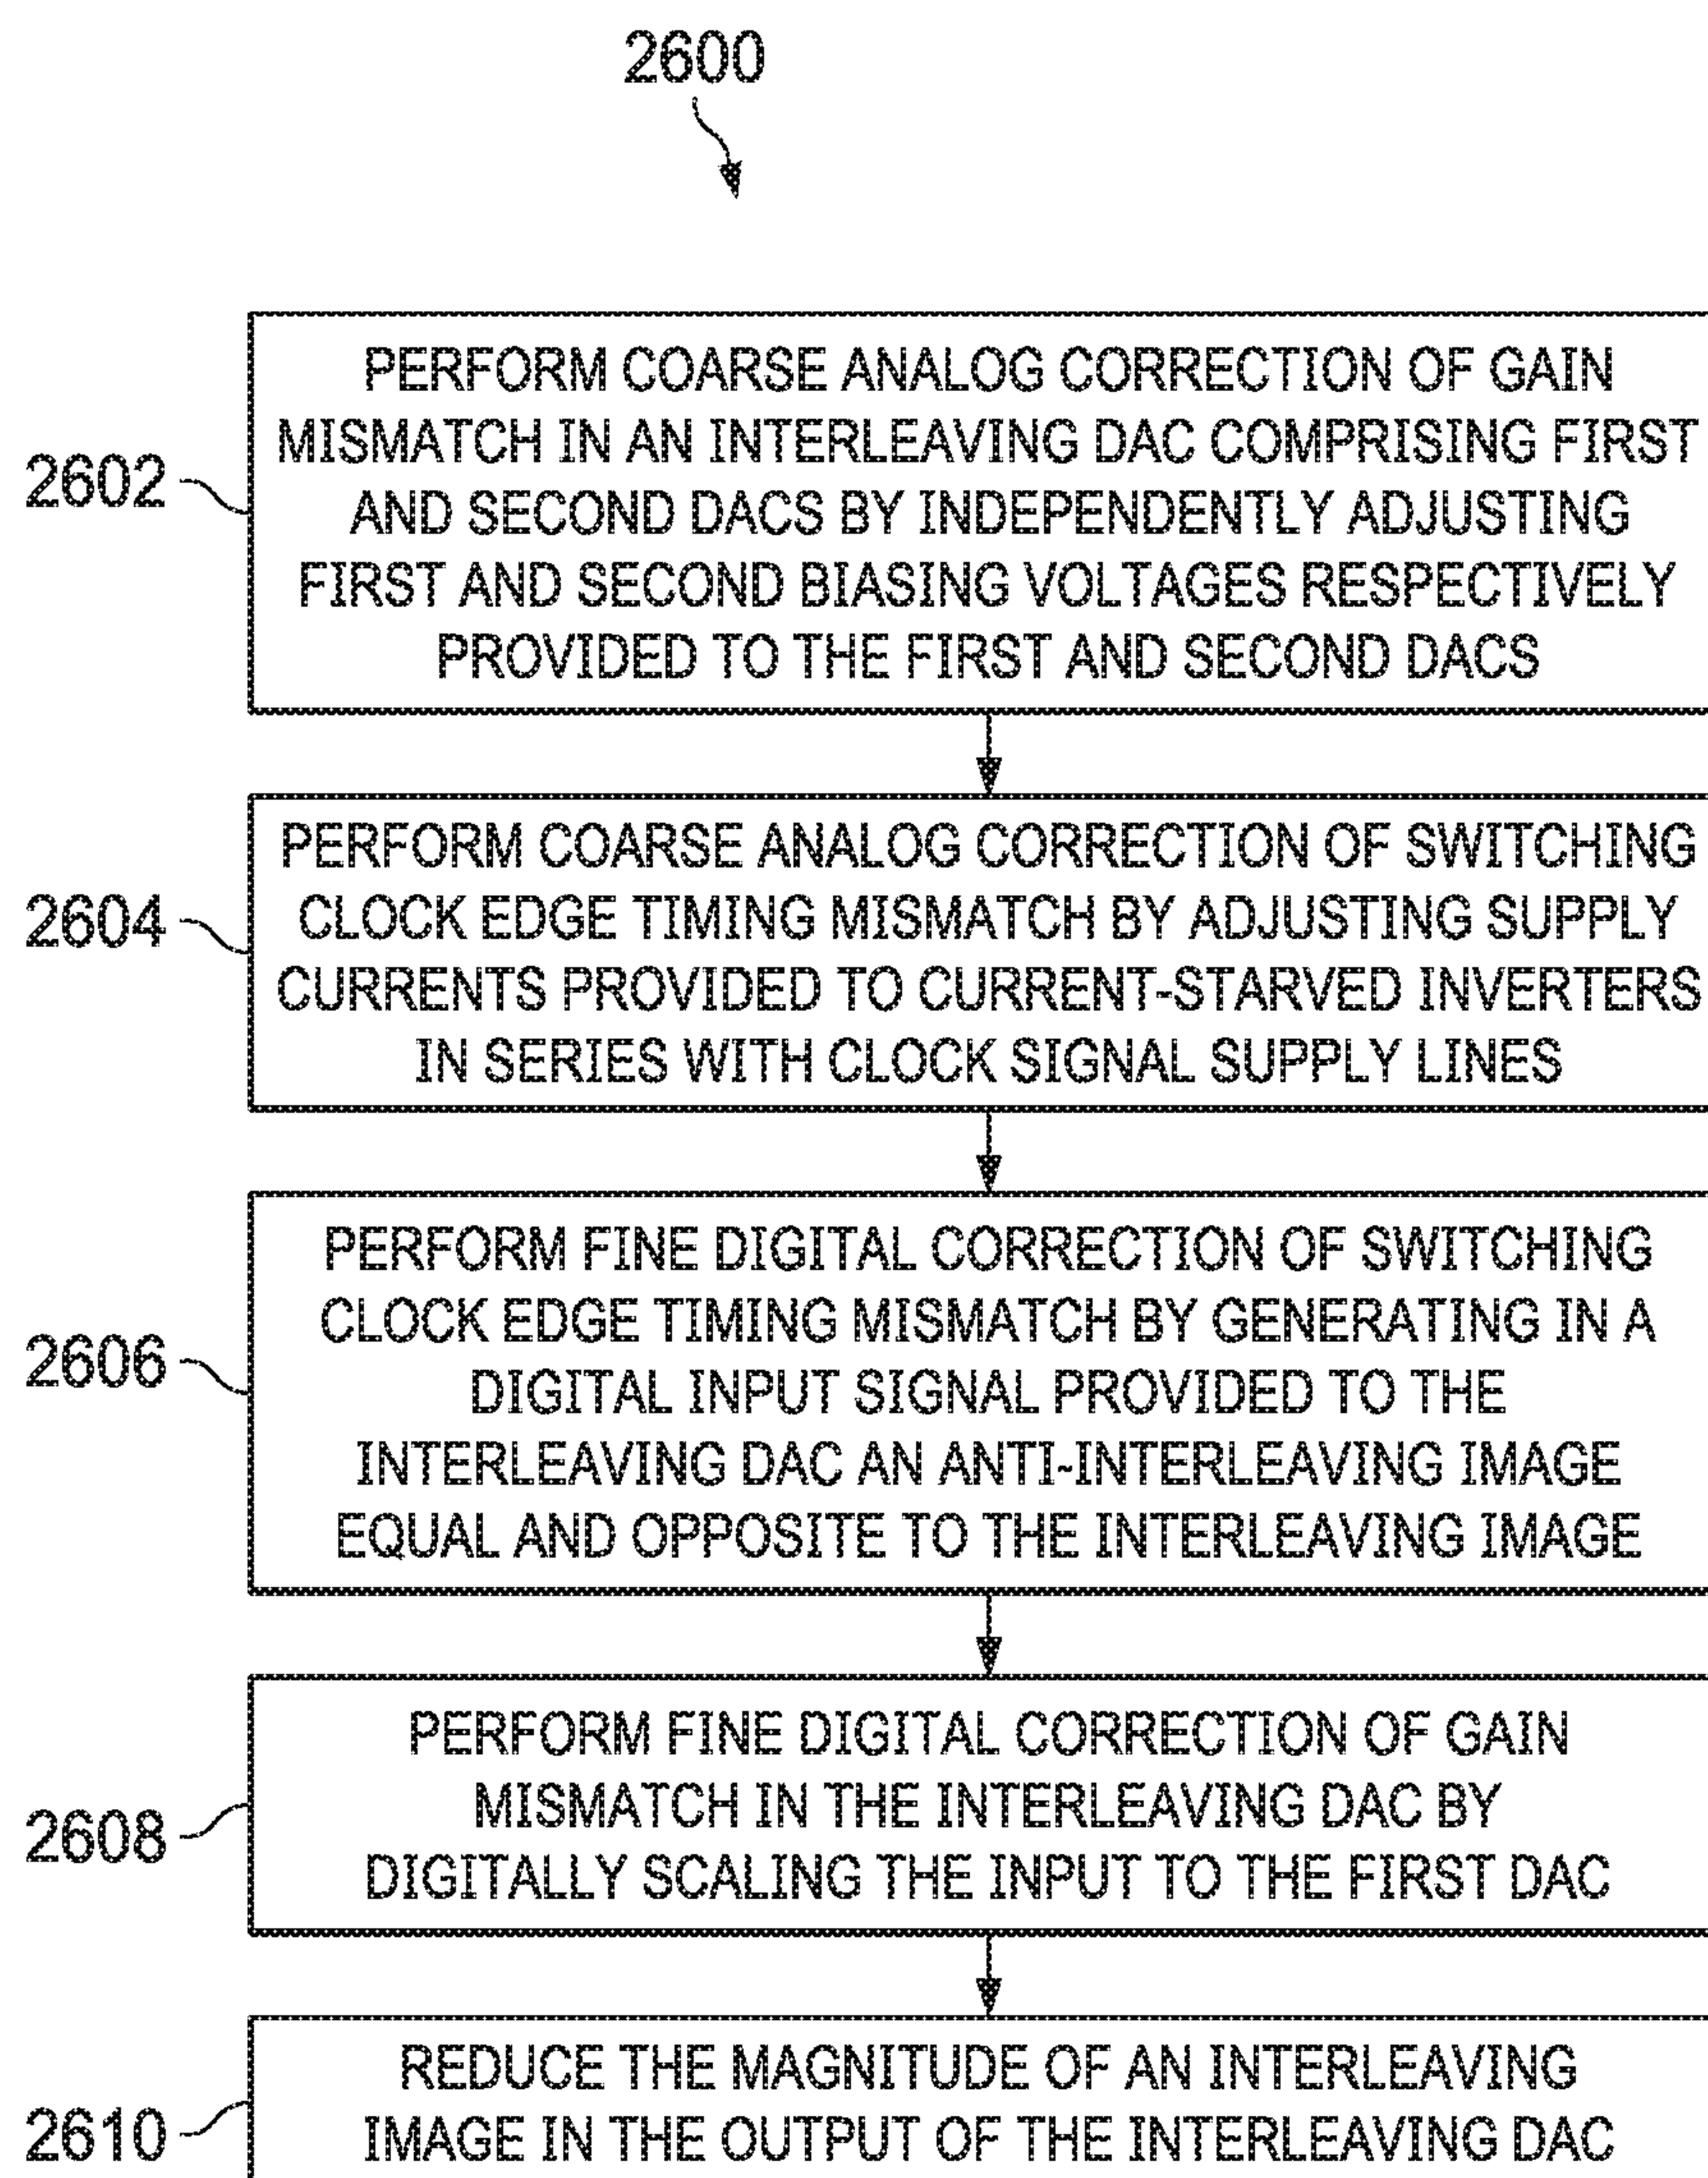 2600
2602
PERFORM COARSE ANALOG CORRECTION OF GAIN
MISMATCH IN AN INTERLEAVING DAC COMPRISING FIRST
AND SECOND DACS BY INDEPENDENTLY ADJUSTING
FIRST AND SECOND BIASING VOLTAGES RESPECTIVELY
PROVIDED TO THE FIRST AND SECOND DACS
2604
PERFORM COARSE ANALOG CORRECTION OF SWITCHING
CLOCK EDGE TIMING MISMATCH BY ADJUSTING SUPPLY
CURRENTS PROVIDED TO CURRENT-STARVED INVERTERS
IN SERIES WITH CLOCK SIGNAL SUPPLY LINES
2606
PERFORM FINE DIGITAL CORRECTION OF SWITCHING
CLOCK EDGE TIMING MISMATCH BY GENERATING IN A
DIGITAL INPUT SIGNAL PROVIDED TO THE
INTERLEAVING DAC AN ANTI-INTERLEAVING IMAGE
EQUAL AND OPPOSITE TO THE INTERLEAVING IMAGE
2608
PERFORM FINE DIGITAL CORRECTION OF GAIN
MISMATCH IN THE INTERLEAVING DAC BY
DIGITALLY SCALING THE INPUT TO THE FIRST DAC
2610
REDUCE THE MAGNITUDE OF AN INTERLEAVING
IMAGE IN THE OUTPUT OF THE INTERLEAVING DAC